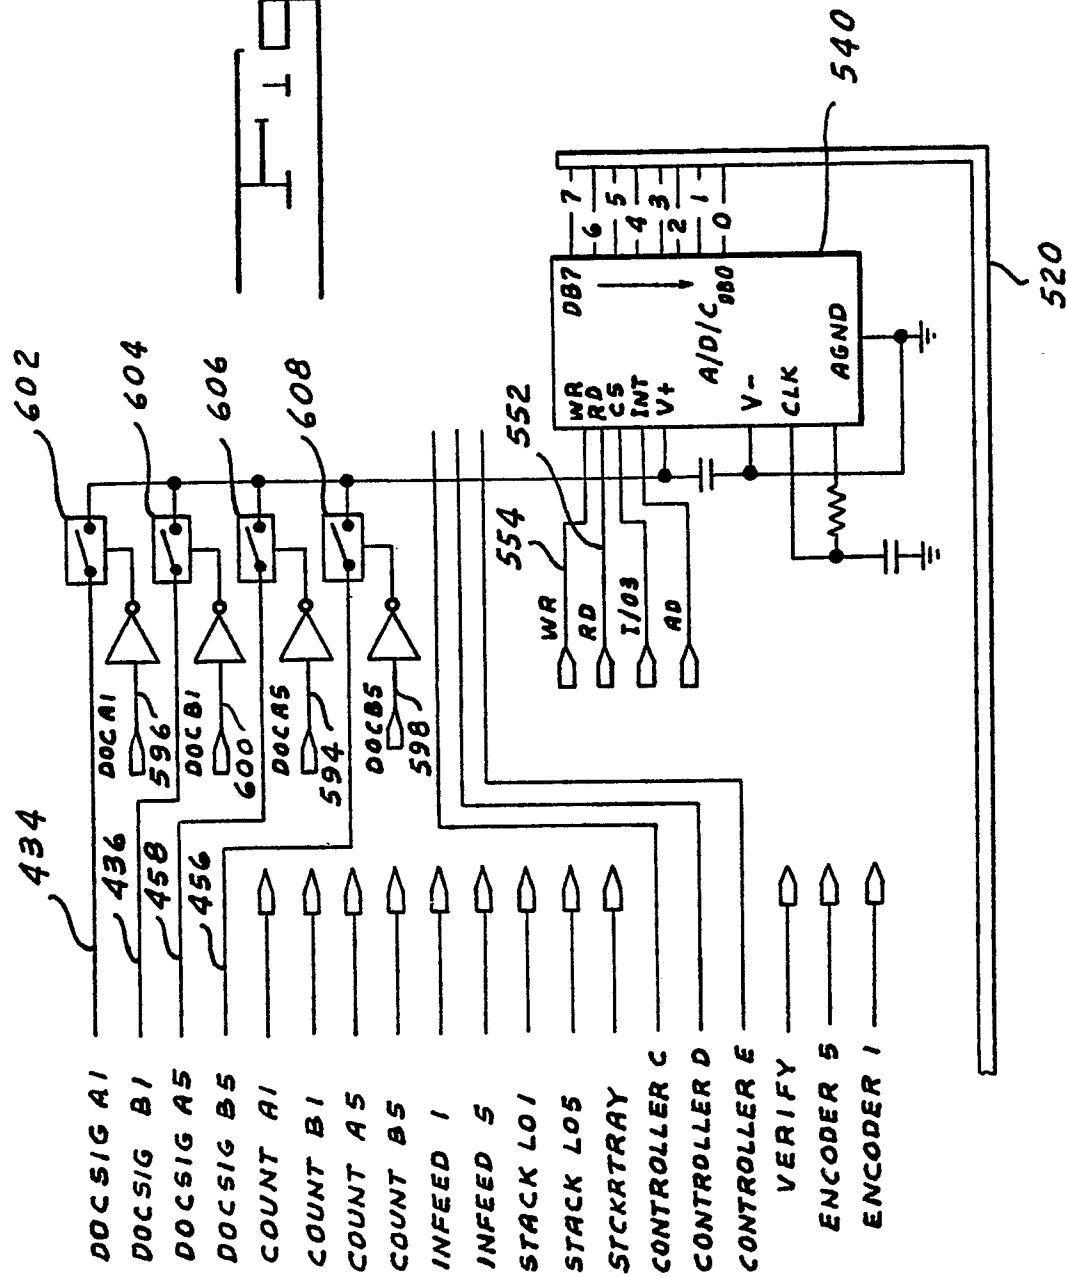 602
604
606
608
434
436
458
456
DOCA1
596
DOCB1
600
DOCA5
594
DOCB5
598
540
520
552
554
7
6
5
4
3
2
1
0
DB7
DB0
A/D/C
WR
RD
CS
INT
V+
V-
CLK
AGND
WR
RD
I/03
AD
DOCSIG A1
DOCSIG B1
DOCSIG A5
DOCSIG B5
COUNT A1
COUNT B1
COUNT A5
COUNT B5
INFEED 1
INFEED 5
STACK LO1
STACK LO5
STCKRTRAY
CONTROLLER C
CONTROLLER D
CONTROLLER E
VERIFY
ENCODER 5
ENCODER 1